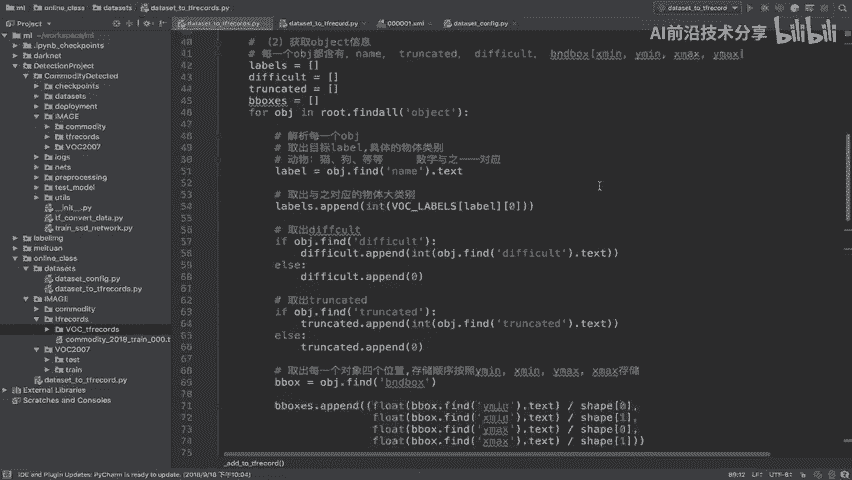 ml › online_class › datasets › dataset_to_tfrecords.py
dataset_to_tfrecord
AI前沿技术分享 bilibili
Project
dataset_to_tfrecords.py
dataset_to_tfrecord.py
000001.xml
dataset_config.py
ml ~/workspace/ml
.ipynb_checkpoints
darknet
DetectionProject
CommodityDetected
checkpoints
datasets
deployment
IMAGE
commodity
tfrecords
VOC2007
logs
nets
preprocessing
test_model
utils
__init__.py
tf_convert_data.py
train_ssd_network.py
labelImg
meituan
online_class
datasets
dataset_config.py
dataset_to_tfrecords.py
IMAGE
commodity
tfrecords
VOC_tfrecords
commodity_2018_train_000.t
VOC2007
test
train
dataset_to_tfrecord.py
External Libraries
Scratches and Consoles
40 # (2) 获取object信息
41 # 每一个obj都含有, name, truncated, difficult, bndbox[xmin, ymin, xmax, ymax]
42 labels = []
43 difficult = []
44 truncated = []
45 bboxes = []
46 for obj in root.findall('object'):
47
48 # 解析每一个obj
49 # 取出目标label,具体的物体类别
50 # 动物: 猫、狗、等等 数字与之一一对应
51 label = obj.find('name').text
52
53 # 取出与之对应的物体大类别
54 labels.append(int(VOC_LABELS[label][0]))
55
56 # 取出diffcult
57 if obj.find('difficult'):
58 difficult.append(int(obj.find('difficult').text))
59 else:
60 difficult.append(0)
61
62 # 取出truncated
63 if obj.find('truncated'):
64 truncated.append(int(obj.find('truncated').text))
65 else:
66 truncated.append(0)
67
68 # 取出每一个对象四个位置,存储顺序按照ymin, xmin, ymax, xmax存储
69 bbox = obj.find('bndbox')
70
71 bboxes.append((float(bbox.find('ymin').text) / shape[0],
72 float(bbox.find('xmin').text) / shape[1],
73 float(bbox.find('ymax').text) / shape[0],
74 float(bbox.find('xmax').text) / shape[1]))
75
_add_to_tfrecord()
IDE and Plugin Updates: PyCharm is ready to update. (2018/9/18 下午10:04)
89:12 LF÷ UTF-8÷